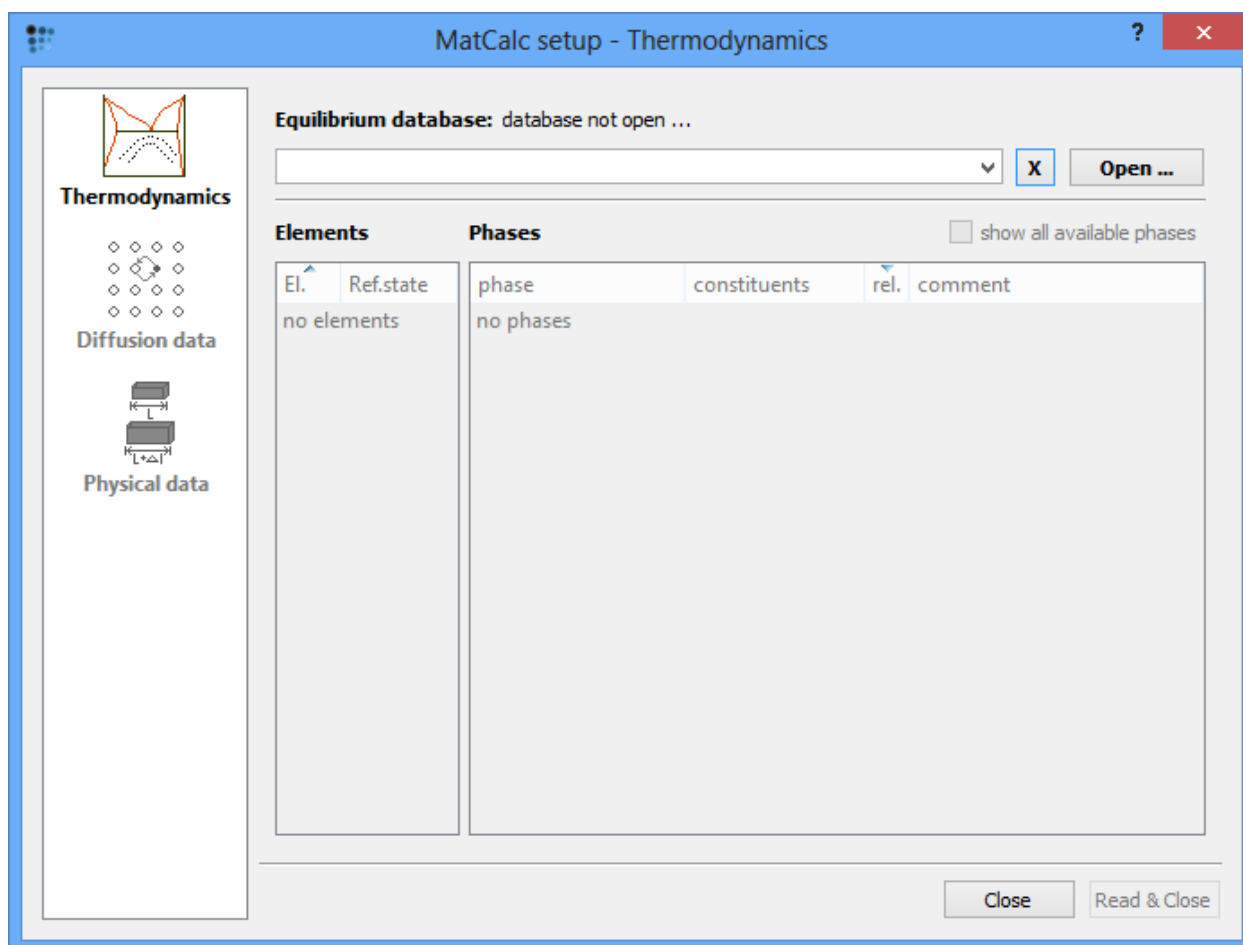 MatCalc setup - Thermodynamics
?
Thermodynamics
Diffusion data
L
L+Δl
Physical data
Equilibrium database: database not open ...
X
Open ...
Elements
Phases
show all available phases
El. Ref.state
no elements
phase constituents rel. comment
no phases
Close
Read & Close